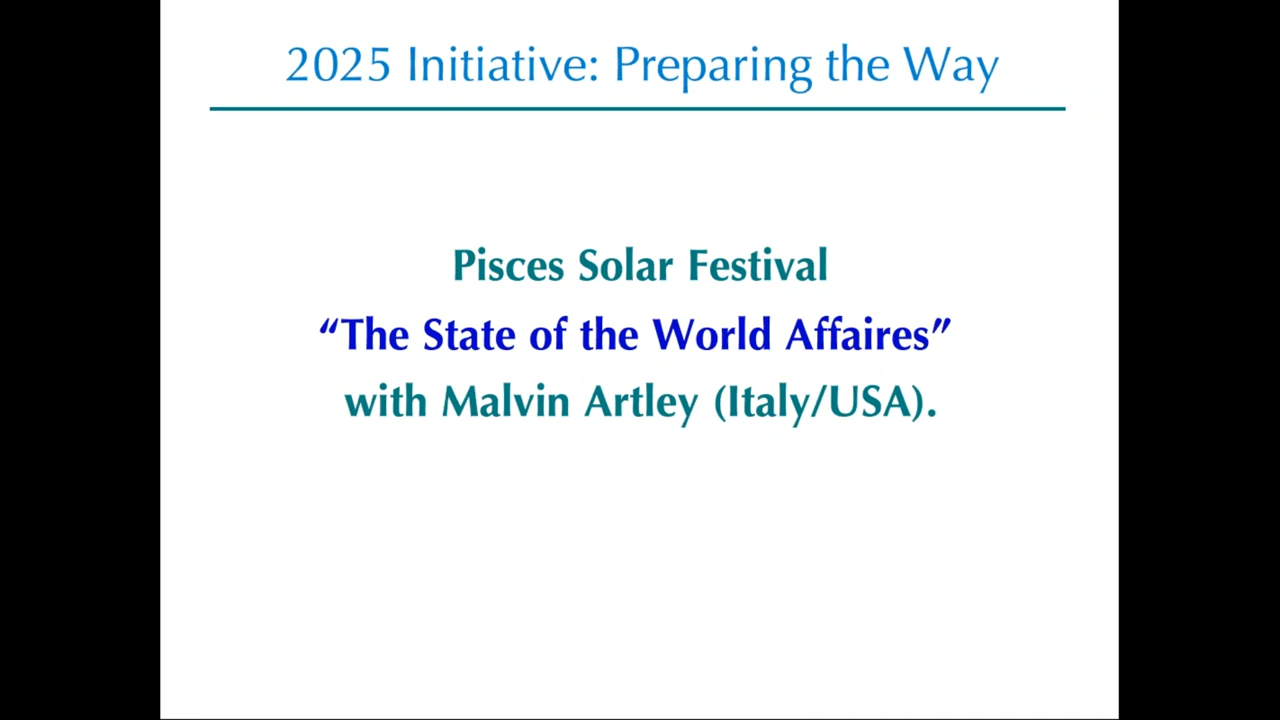 2025 Initiative: Preparing the Way
Pisces Solar Festival
“The State of the World Affaires”
with Malvin Artley (Italy/USA).